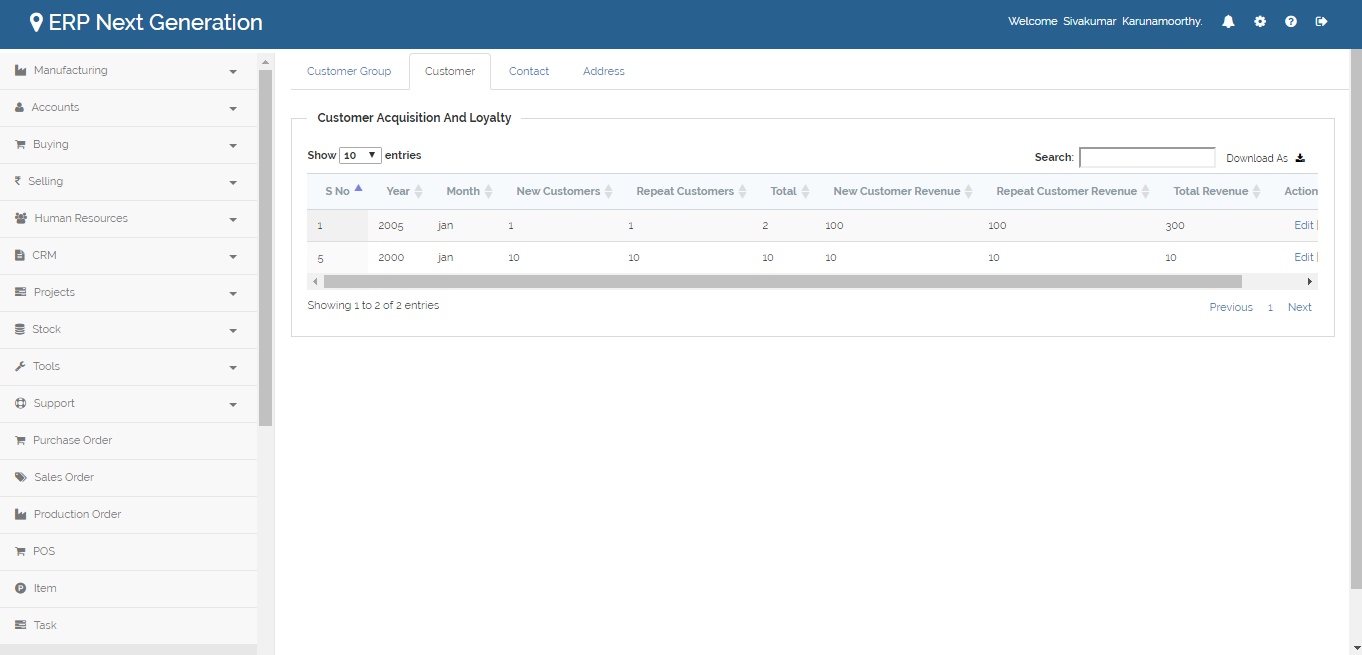 ERP Next Generation
Welcome Sivakumar Karunamoorthy.
Manufacturing
Accounts
Buying
Selling
Human Resources
CRM
Projects
Stock
Tools
Support
Purchase Order
Sales Order
Production Order
POS
Item
Task
Customer Group Customer Contact Address
Customer Acquisition And Loyalty
Show 10 entries
Search: Download As
S No Year Month New Customers Repeat Customers Total New Customer Revenue Repeat Customer Revenue Total Revenue Action
1 2005 jan 1 1 2 100 100 300 Edit |
5 2000 jan 10 10 10 10 10 10 Edit |
Showing 1 to 2 of 2 entries
Previous 1 Next